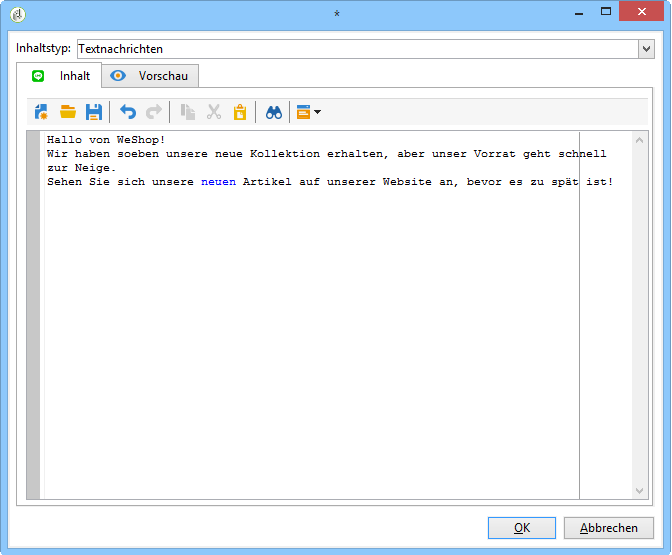 *
Inhaltstyp: Textnachrichten
Inhalt Vorschau
Hallo von WeShop!
Wir haben soeben unsere neue Kollektion erhalten, aber unser Vorrat geht schnell
zur Neige.
Sehen Sie sich unsere neuen Artikel auf unserer Website an, bevor es zu spät ist!
OK Abbrechen